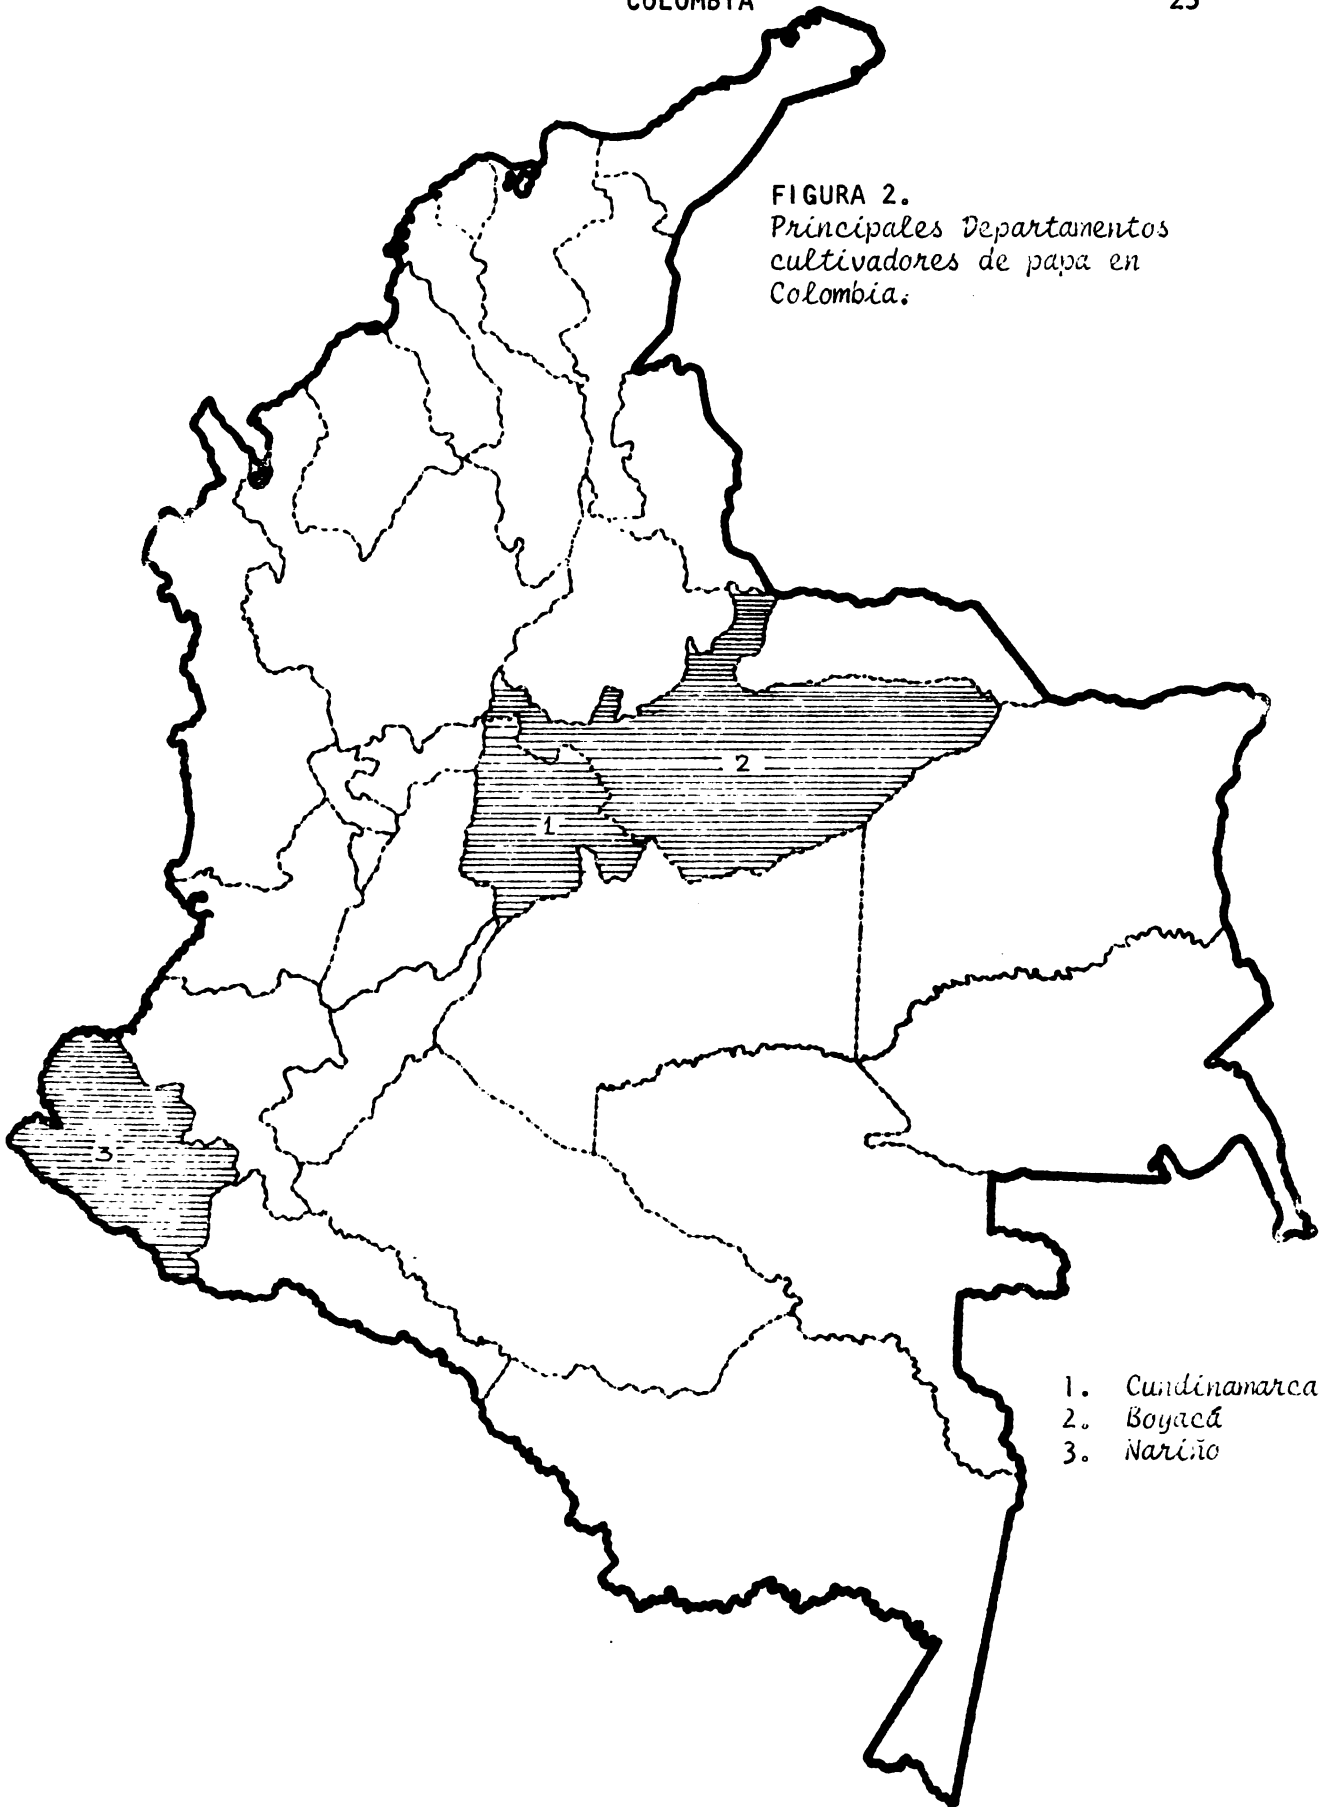 COLOMBIA 25
FIGURA 2.
Principales Departamentos
cultivadores de papa en
Colombia.
2
1
3
1. Cundinamarca
2. Boyacá
3. Nariño